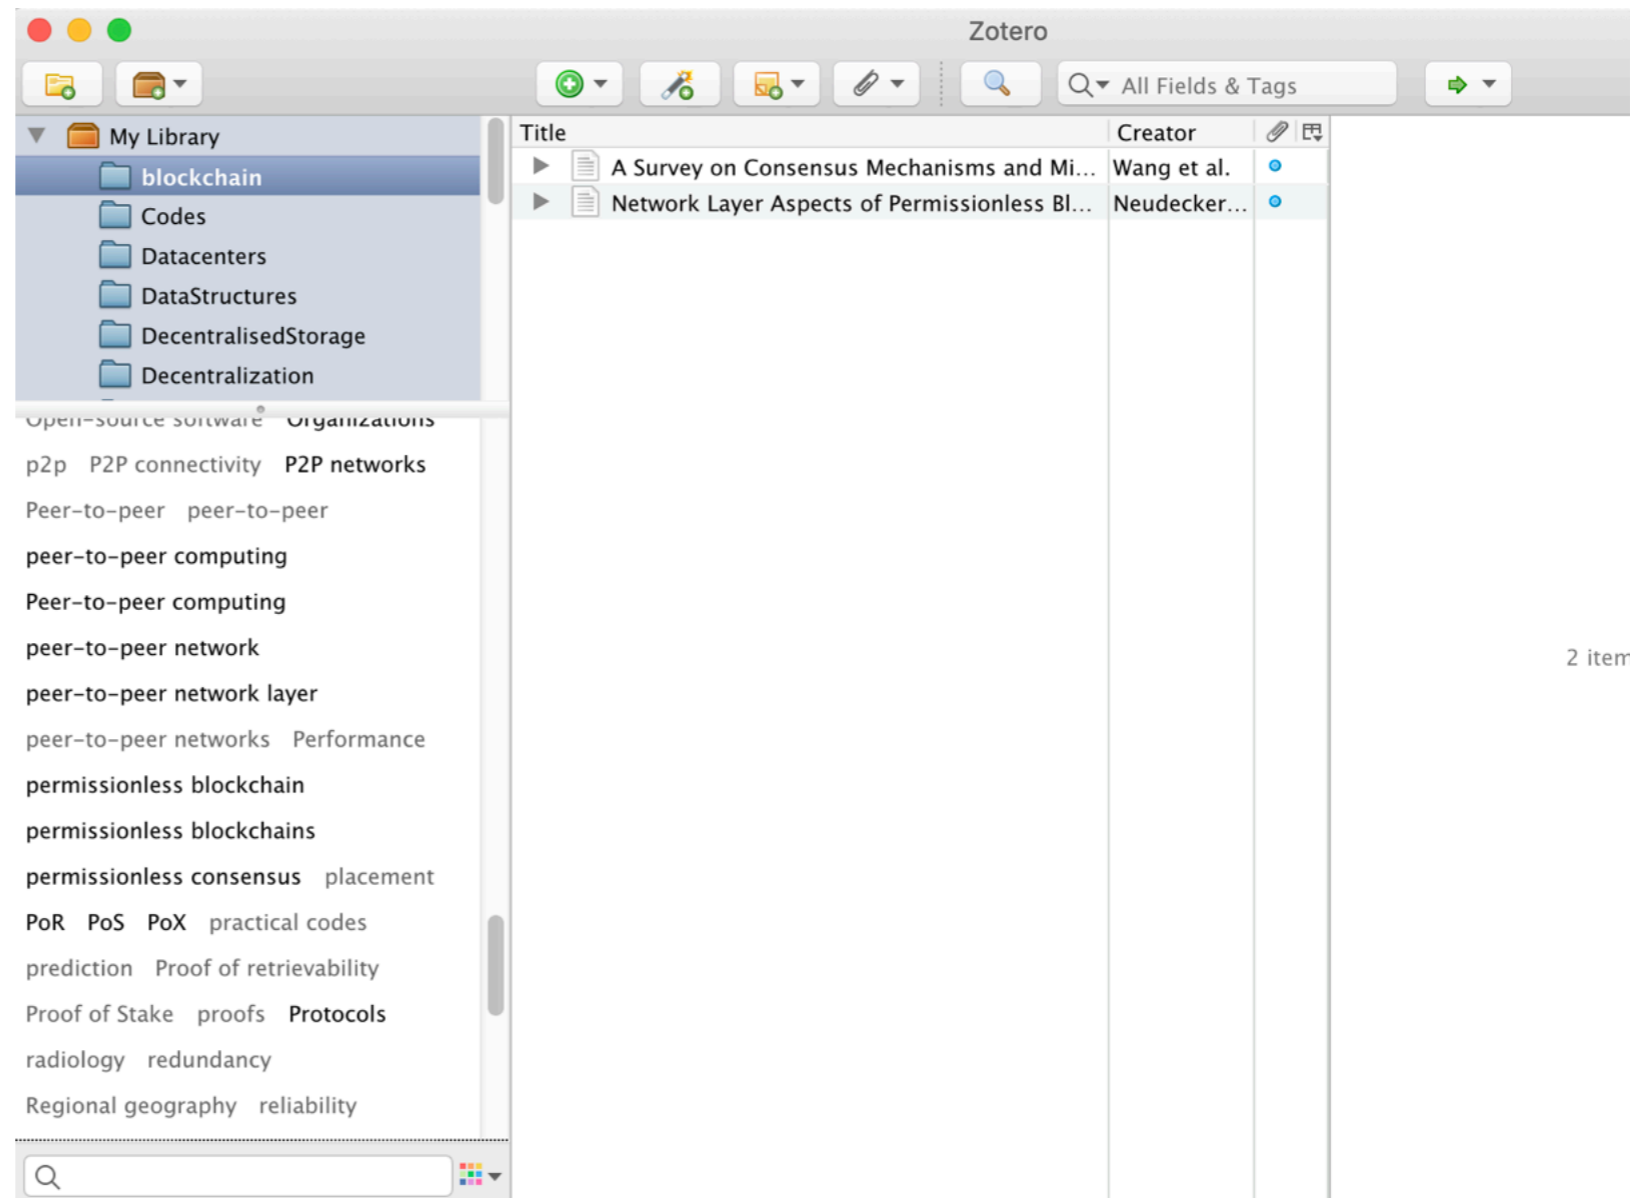 Zotero
All Fields & Tags
My Library
blockchain
Codes
Datacenters
DataStructures
DecentralisedStorage
Decentralization
Open-source software Organizations
p2p P2P connectivity P2P networks
Peer-to-peer peer-to-peer
peer-to-peer computing
Peer-to-peer computing
peer-to-peer network
peer-to-peer network layer
peer-to-peer networks Performance
permissionless blockchain
permissionless blockchains
permissionless consensus placement
PoR PoS PoX practical codes
prediction Proof of retrievability
Proof of Stake proofs Protocols
radiology redundancy
Regional geography reliability
Title Creator
A Survey on Consensus Mechanisms and Mi... Wang et al.
Network Layer Aspects of Permissionless Bl... Neudecker...
2 item